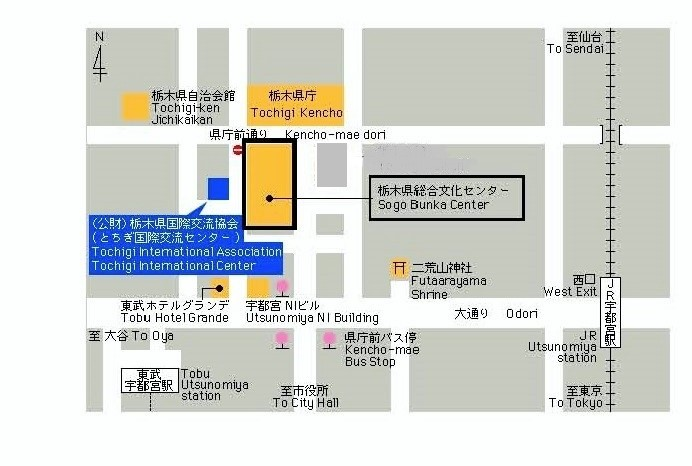 N
至仙台
To Sendai
栃木県自治会館
Tochigi-ken
Jichikaikan
栃木県庁
Tochigi Kencho
県庁前通り Kencho-mae dori
栃木県総合文化センター
Sogo Bunka Center
(公財)栃木県国際交流協会
(とちぎ国際交流センター)
Tochigi International Association
Tochigi International Center
二荒山神社
Futaarayama
Shrine
西口
West Exit
JR宇都宮駅
東武ホテルグランデ
Tobu Hotel Grande
宇都宮NIビル
Utsunomiya NI Building
大通り Odori
至 大谷 To Oya
県庁前バス停
Kencho-mae
Bus Stop
JR
Utsunomiya
station
東武
宇都宮駅
Tobu
Utsunomiya
station
至市役所
To City Hall
至東京
To Tokyo